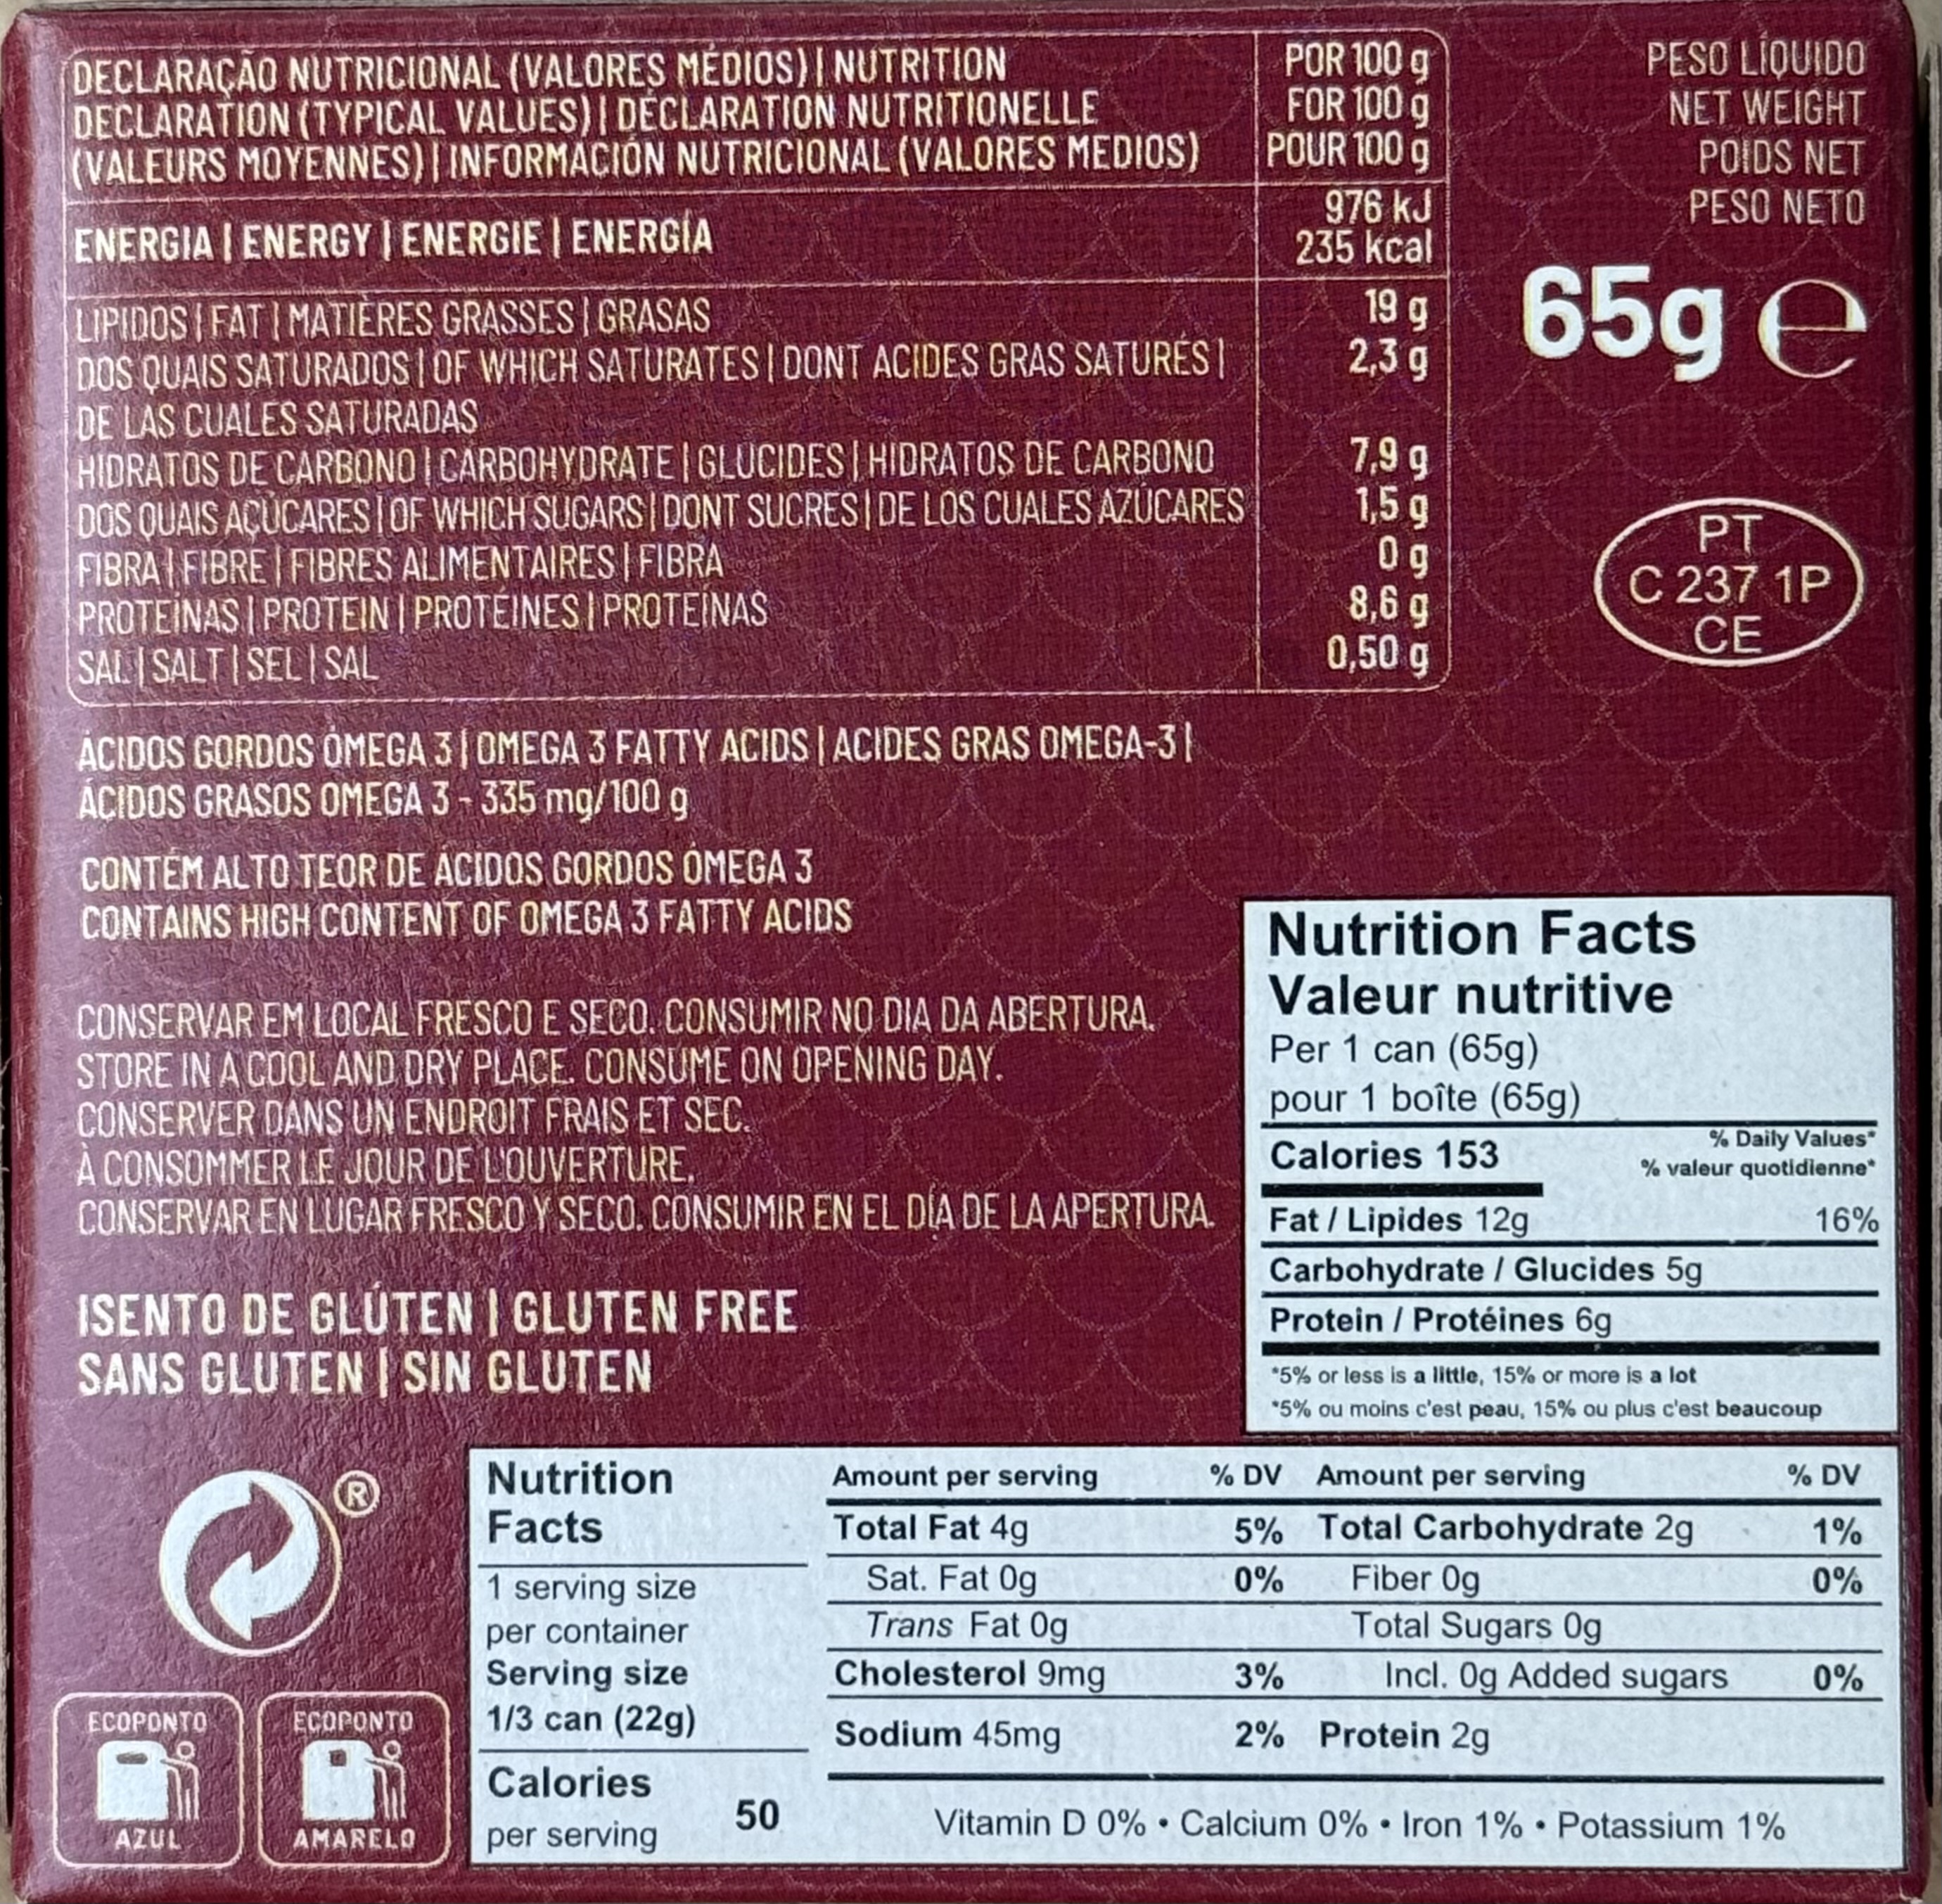 DECLARAÇÃO NUTRICIONAL (VALORES MÉDIOS) | NUTRITION
DECLARATION (TYPICAL VALUES) | DÉCLARATION NUTRITIONELLE
(VALEURS MOYENNES) | INFORMACIÓN NUTRICIONAL (VALORES MEDIOS)
POR 100 g
FOR 100 g
POUR 100 g
ENERGIA | ENERGY | ENERGIE | ENERGÍA
976 kJ
235 kcal
LIPIDOS | FAT | MATIÈRES GRASSES | GRASAS 19 g
DOS QUAIS SATURADOS | OF WHICH SATURATES | DONT ACIDES GRAS SATURÉS | 2,3 g
DE LAS CUALES SATURADAS
HIDRATOS DE CARBONO | CARBOHYDRATE | GLUCIDES | HIDRATOS DE CARBONO 7,9 g
DOS QUAIS AÇÚCARES | OF WHICH SUGARS | DONT SUCRES | DE LOS CUALES AZÚCARES 1,5 g
FIBRA | FIBRE | FIBRES ALIMENTAIRES | FIBRA 0 g
PROTEÍNAS | PROTEIN | PROTÉINES | PROTEÍNAS 8,6 g
SAL | SALT | SEL | SAL 0,50 g
PESO LÍQUIDO
NET WEIGHT
POIDS NET
PESO NETO
65g e
PT
C 237 1P
CE
ÁCIDOS GORDOS ÓMEGA 3 | OMEGA 3 FATTY ACIDS | ACIDES GRAS OMEGA-3 |
ÁCIDOS GRASOS OMEGA 3 - 335 mg/100 g
CONTÉM ALTO TEOR DE ÁCIDOS GORDOS ÓMEGA 3
CONTAINS HIGH CONTENT OF OMEGA 3 FATTY ACIDS
CONSERVAR EM LOCAL FRESCO E SECO. CONSUMIR NO DIA DA ABERTURA.
STORE IN A COOL AND DRY PLACE. CONSUME ON OPENING DAY.
CONSERVER DANS UN ENDROIT FRAIS ET SEC.
À CONSOMMER LE JOUR DE L'OUVERTURE.
CONSERVAR EN LUGAR FRESCO Y SECO. CONSUMIR EN EL DÍA DE LA APERTURA.
ISENTO DE GLÚTEN | GLUTEN FREE
SANS GLUTEN | SIN GLUTEN
Nutrition Facts
Valeur nutritive
Per 1 can (65g)
pour 1 boîte (65g)
Calories 153
% Daily Values*
% valeur quotidienne*
Fat / Lipides 12g 16%
Carbohydrate / Glucides 5g
Protein / Protéines 6g
*5% or less is a little, 15% or more is a lot
*5% ou moins c'est peau, 15% ou plus c'est beaucoup
®
ECOPONTO
AZUL
ECOPONTO
AMARELO
Nutrition
Facts
1 serving size
per container
Serving size
1/3 can (22g)
Calories
per serving 50
Amount per serving % DV Amount per serving % DV
Total Fat 4g 5% Total Carbohydrate 2g 1%
Sat. Fat 0g 0% Fiber 0g 0%
Trans Fat 0g Total Sugars 0g
Cholesterol 9mg 3% Incl. 0g Added sugars 0%
Sodium 45mg 2% Protein 2g
Vitamin D 0% • Calcium 0% • Iron 1% • Potassium 1%